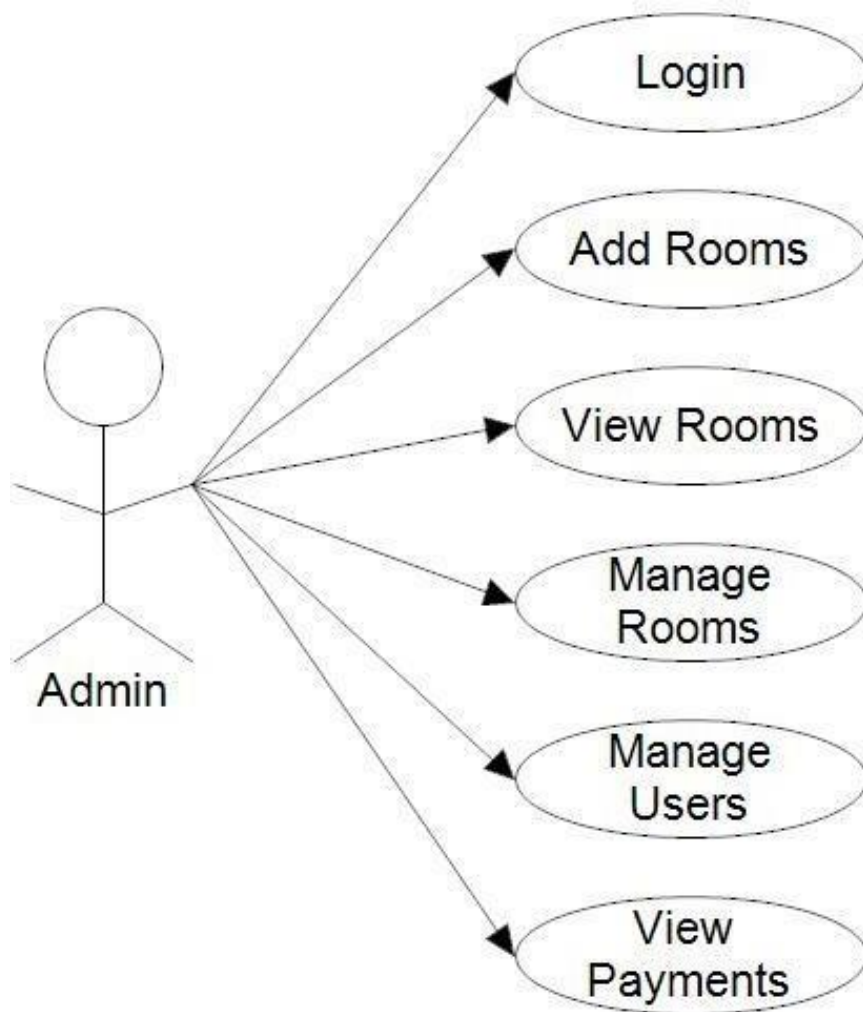 Login
Add Rooms
View Rooms
Manage
Rooms
Admin
Manage
Users
View
Payments